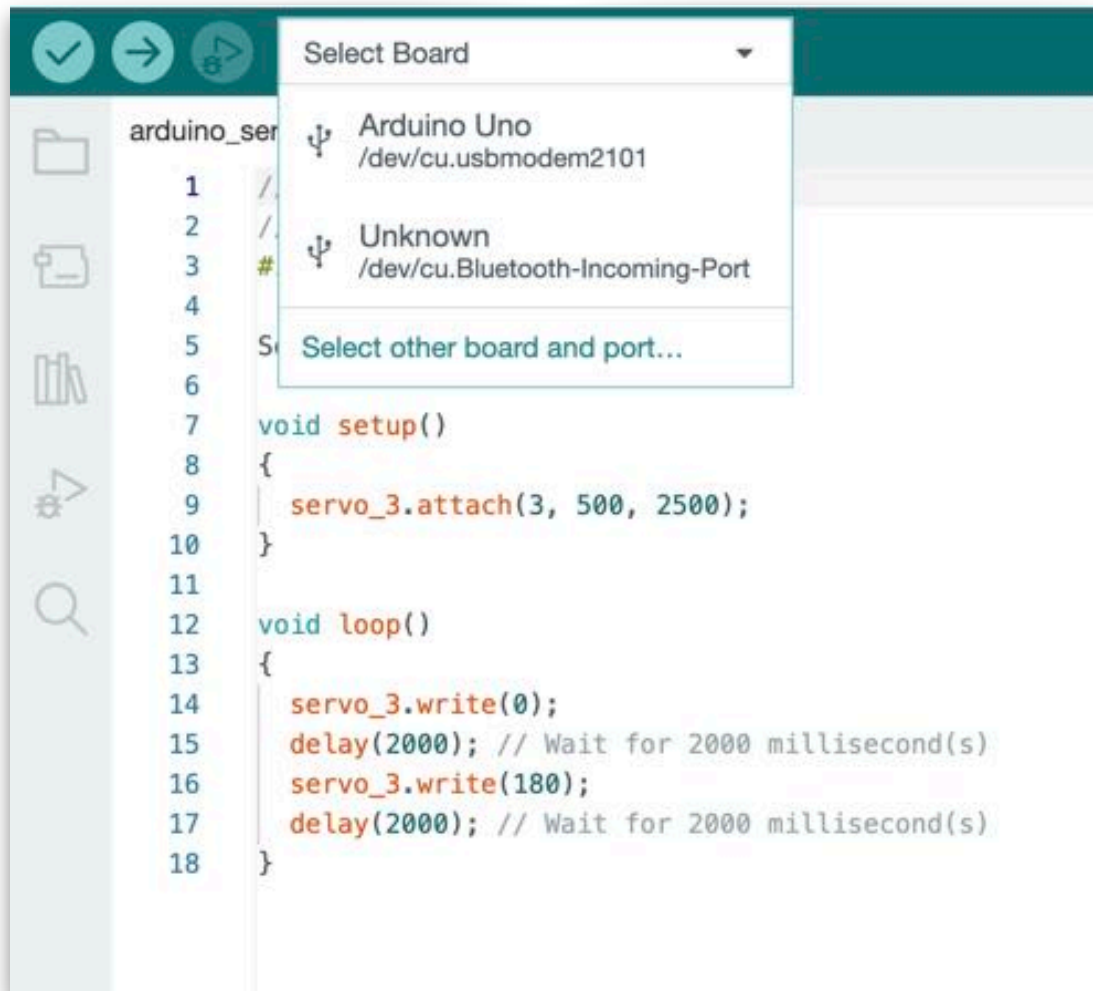 Select Board
Arduino Uno
/dev/cu.usbmodem2101
Unknown
/dev/cu.Bluetooth-Incoming-Port
Select other board and port...
arduino_ser
1 /
2 /
3 #
4
5 S
6
7 void setup()
8 {
9 servo_3.attach(3, 500, 2500);
10 }
11
12 void loop()
13 {
14 servo_3.write(0);
15 delay(2000); // Wait for 2000 millisecond(s)
16 servo_3.write(180);
17 delay(2000); // Wait for 2000 millisecond(s)
18 }